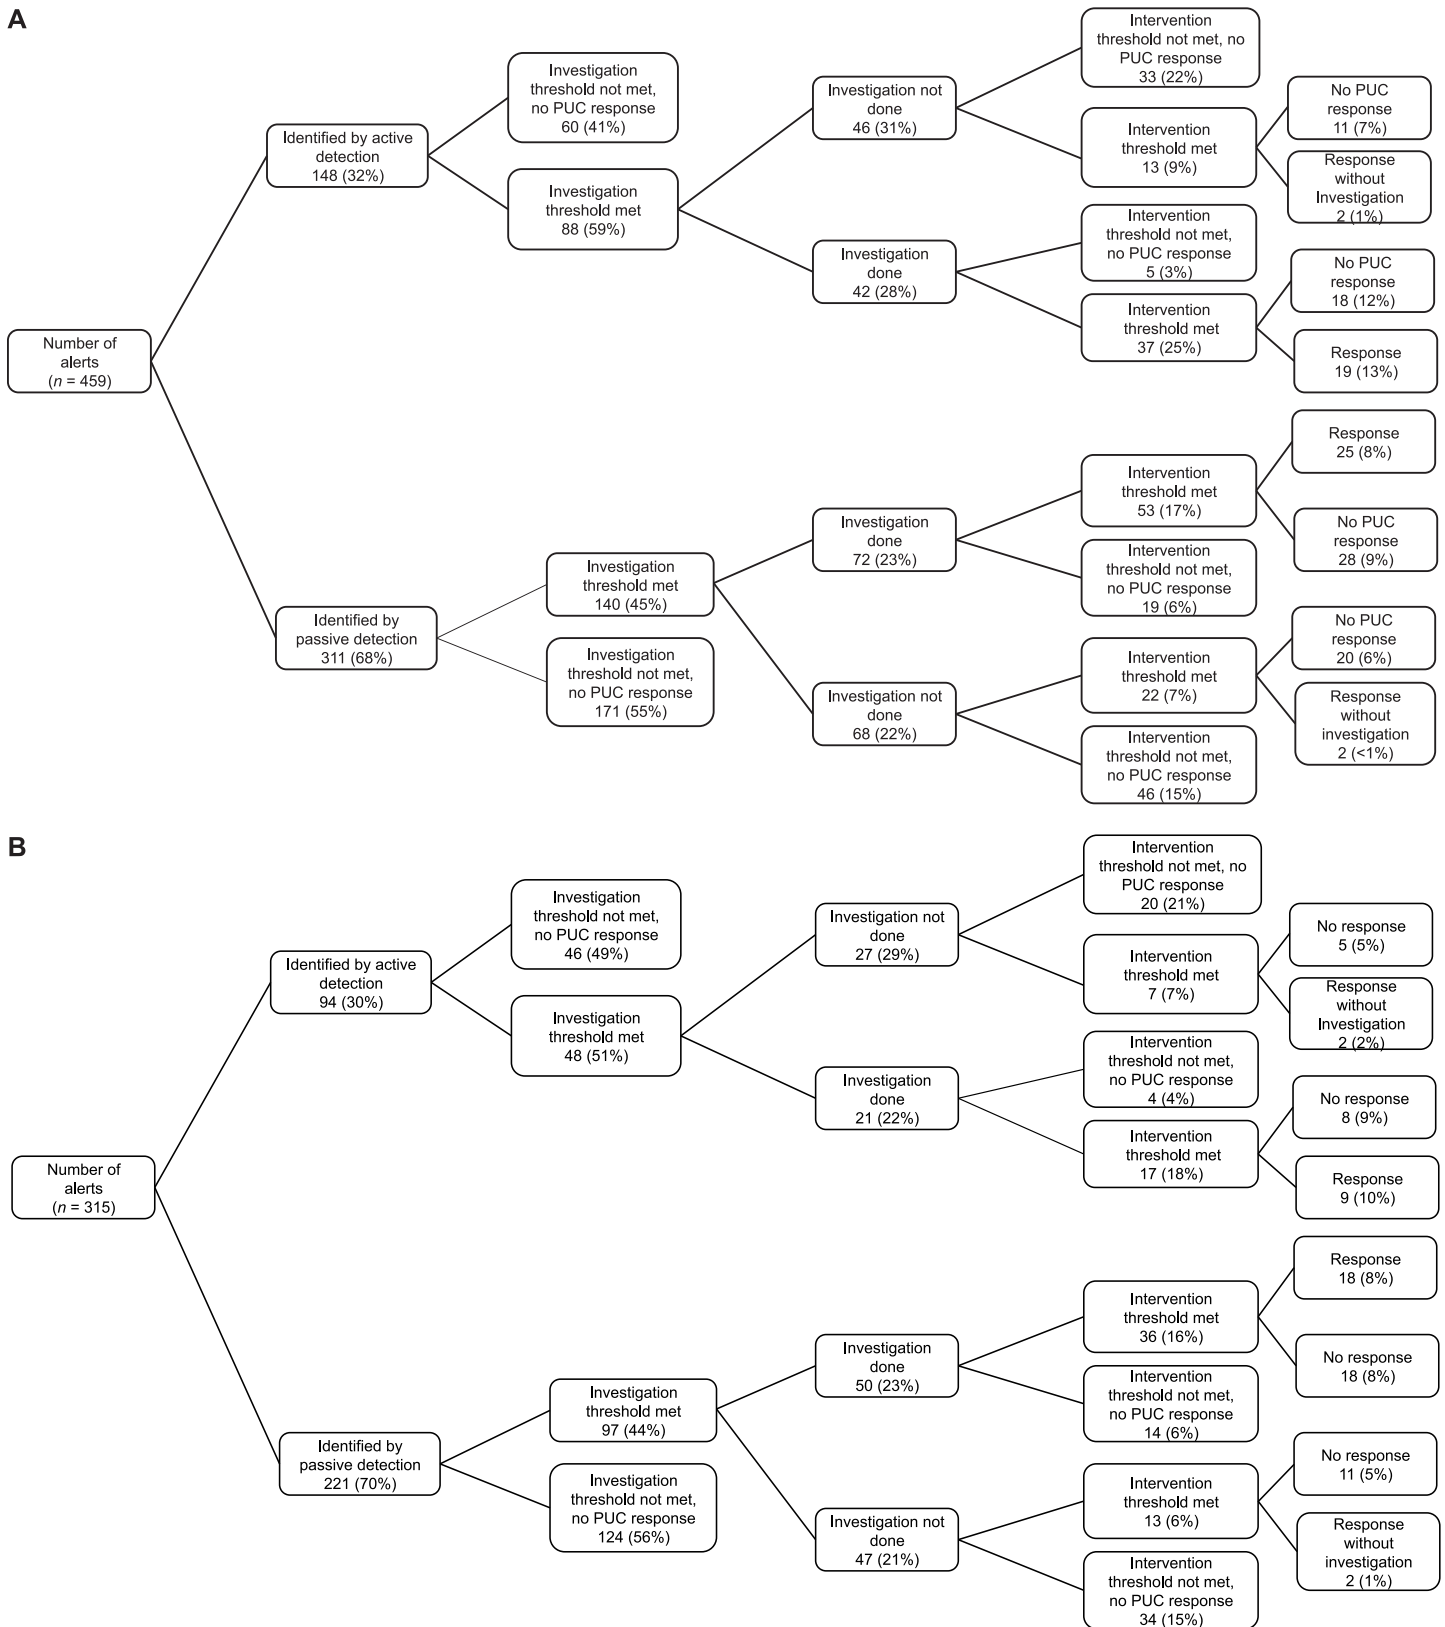 A
Number of
alerts
(n = 459)
Identified by active
detection
148 (32%)
Investigation
threshold not met,
no PUC response
60 (41%)
Investigation
threshold met
88 (59%)
Investigation not
done
46 (31%)
Intervention
threshold not met, no
PUC response
33 (22%)
Intervention
threshold met
13 (9%)
No PUC
response
11 (7%)
Response
without
Investigation
2 (1%)
Investigation
done
42 (28%)
Intervention
threshold not met,
no PUC response
5 (3%)
Intervention
threshold met
37 (25%)
No PUC
response
18 (12%)
Response
19 (13%)
Identified by
passive detection
311 (68%)
Investigation
threshold met
140 (45%)
Investigation
threshold not met,
no PUC response
171 (55%)
Investigation
done
72 (23%)
Intervention
threshold met
53 (17%)
Response
25 (8%)
No PUC
response
28 (9%)
Intervention
threshold not met,
no PUC response
19 (6%)
Investigation not
done
68 (22%)
Intervention
threshold met
22 (7%)
No PUC
response
20 (6%)
Response
without
investigation
2 (<1%)
Intervention
threshold not met,
no PUC response
46 (15%)
B
Number of
alerts
(n = 315)
Identified by active
detection
94 (30%)
Investigation
threshold not met,
no PUC response
46 (49%)
Investigation
threshold met
48 (51%)
Investigation not
done
27 (29%)
Intervention
threshold not met, no
PUC response
20 (21%)
Intervention
threshold met
7 (7%)
No response
5 (5%)
Response
without
Investigation
2 (2%)
Investigation
done
21 (22%)
Intervention
threshold not met,
no PUC response
4 (4%)
Intervention
threshold met
17 (18%)
No response
8 (9%)
Response
9 (10%)
Identified by
passive detection
221 (70%)
Investigation
threshold met
97 (44%)
Investigation
threshold not met,
no PUC response
124 (56%)
Investigation
done
50 (23%)
Intervention
threshold met
36 (16%)
Response
18 (8%)
No response
18 (8%)
Intervention
threshold not met,
no PUC response
14 (6%)
Investigation not
done
47 (21%)
Intervention
threshold met
13 (6%)
No response
11 (5%)
Response
without
investigation
2 (1%)
Intervention
threshold not met,
no PUC response
34 (15%)